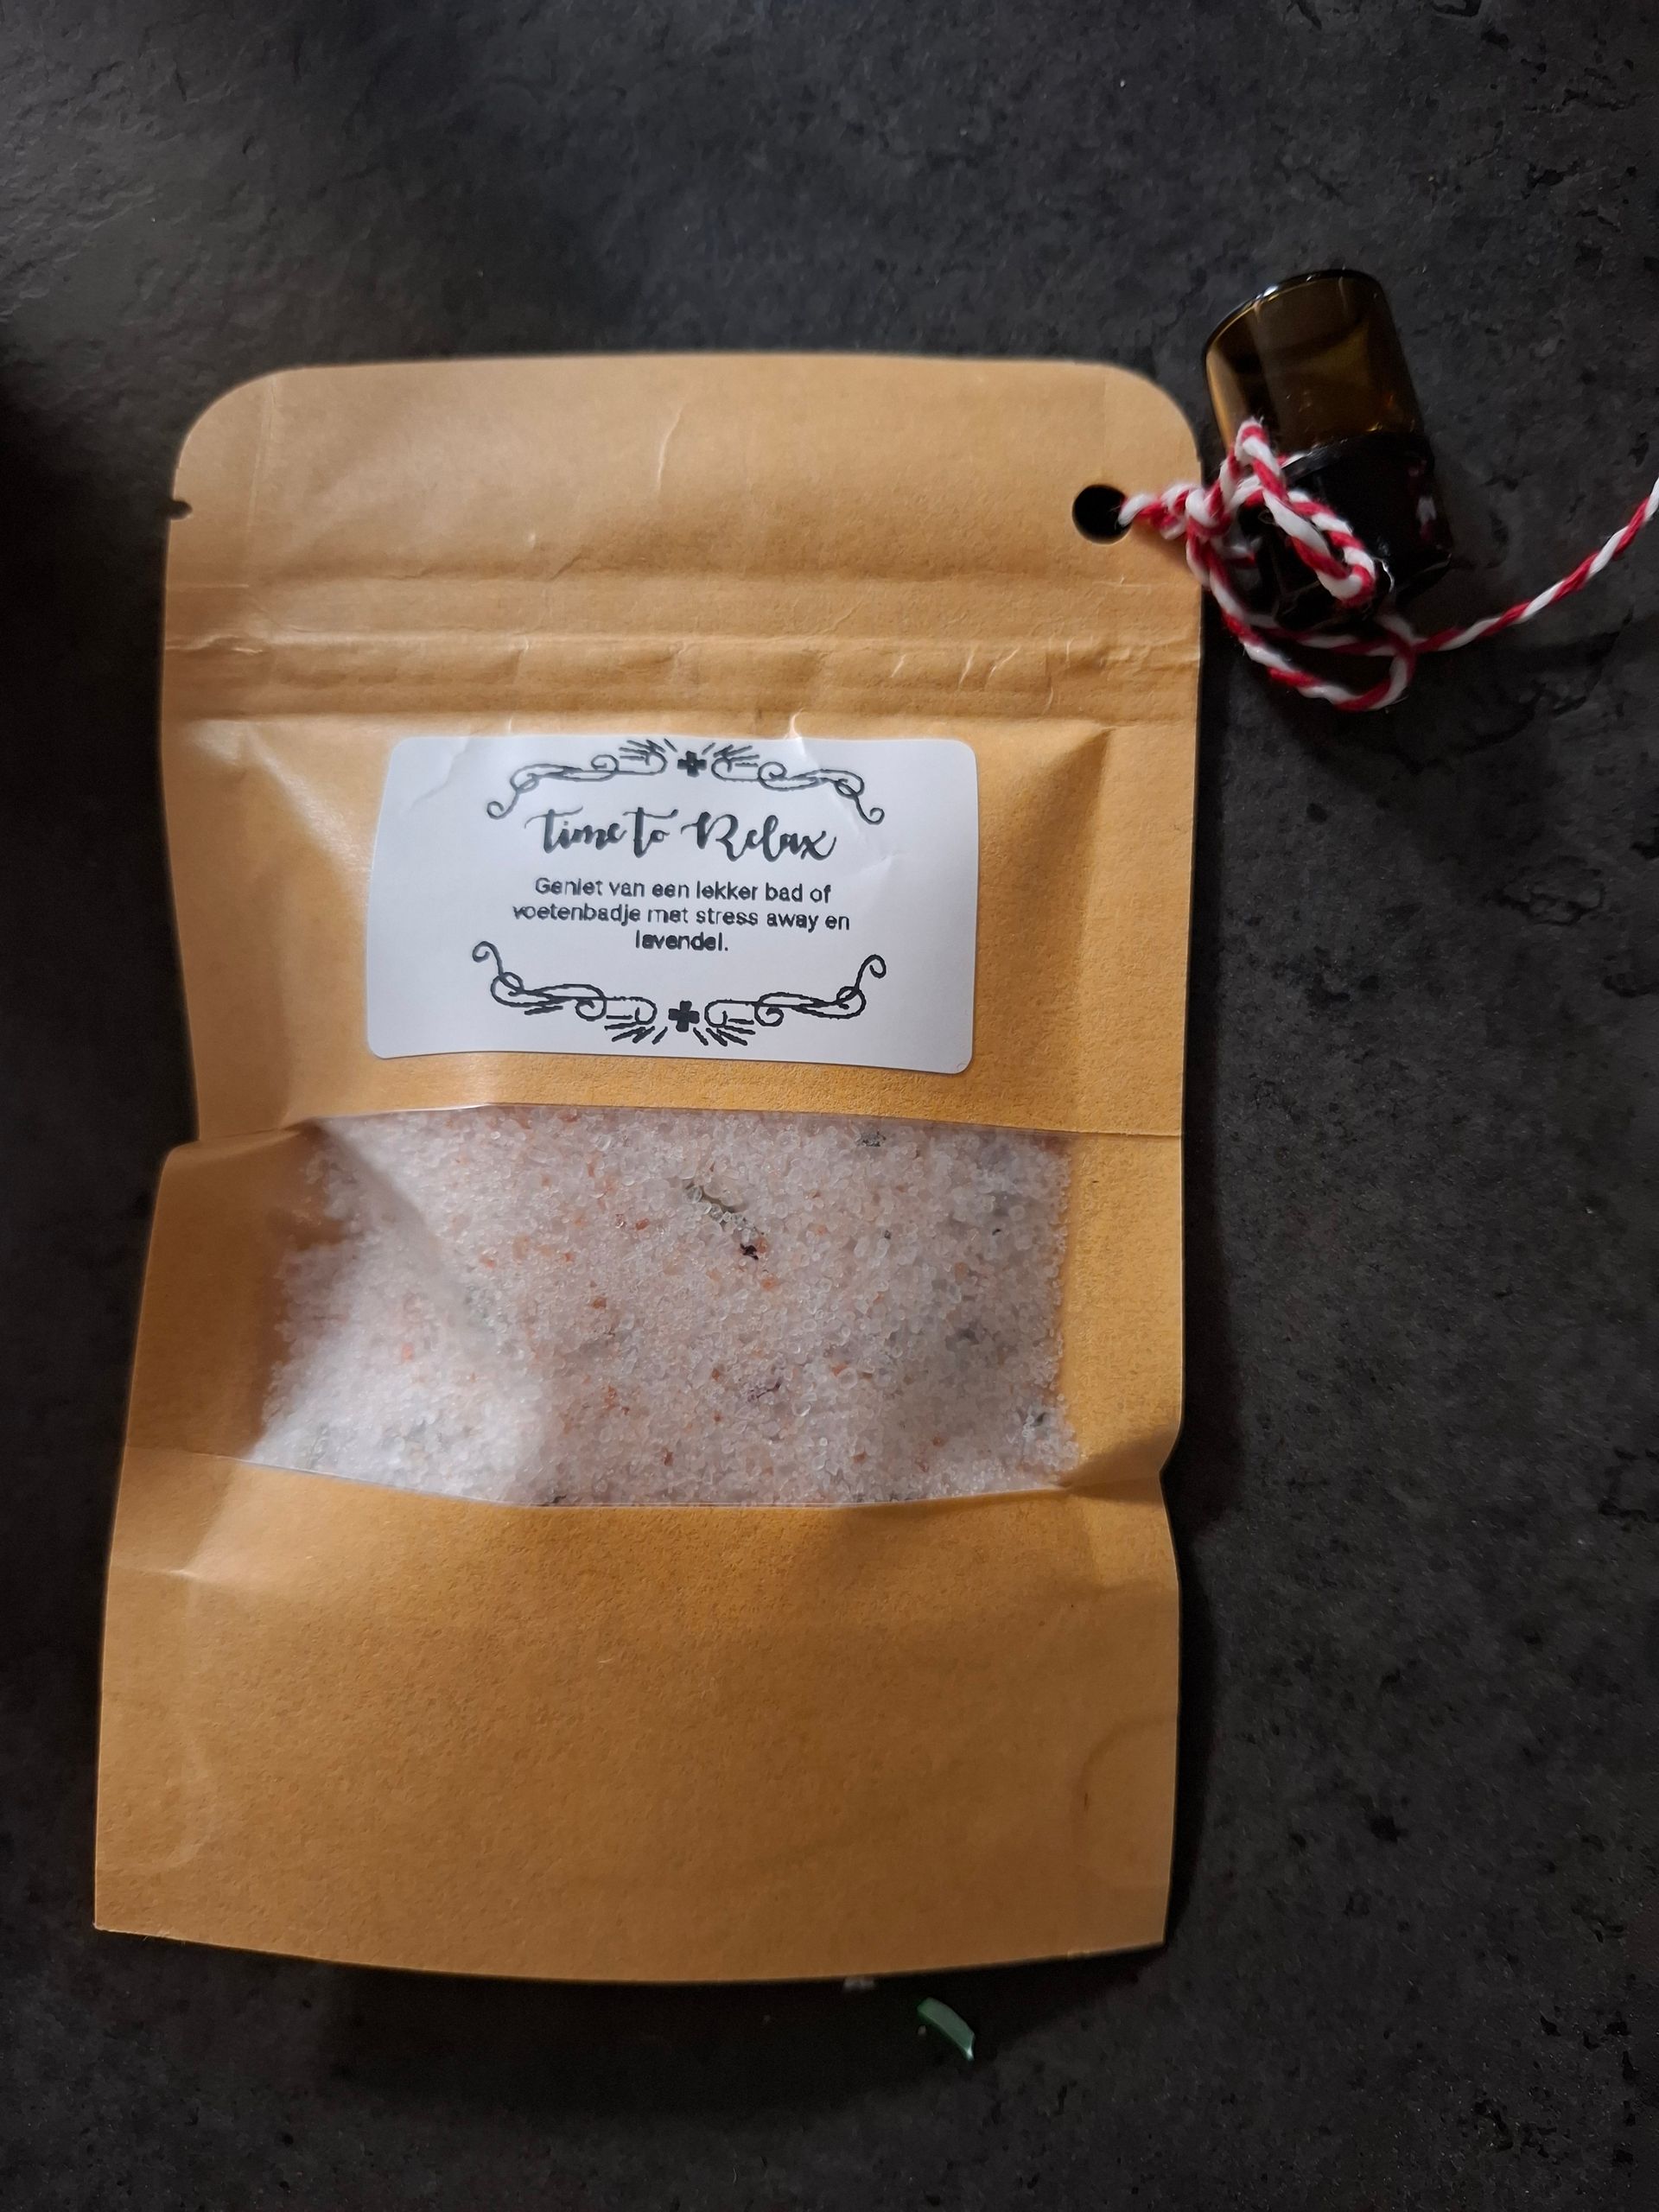 time to Relax
Geniet van een lekker bad of
voetenbadje met stress away en
lavendel.